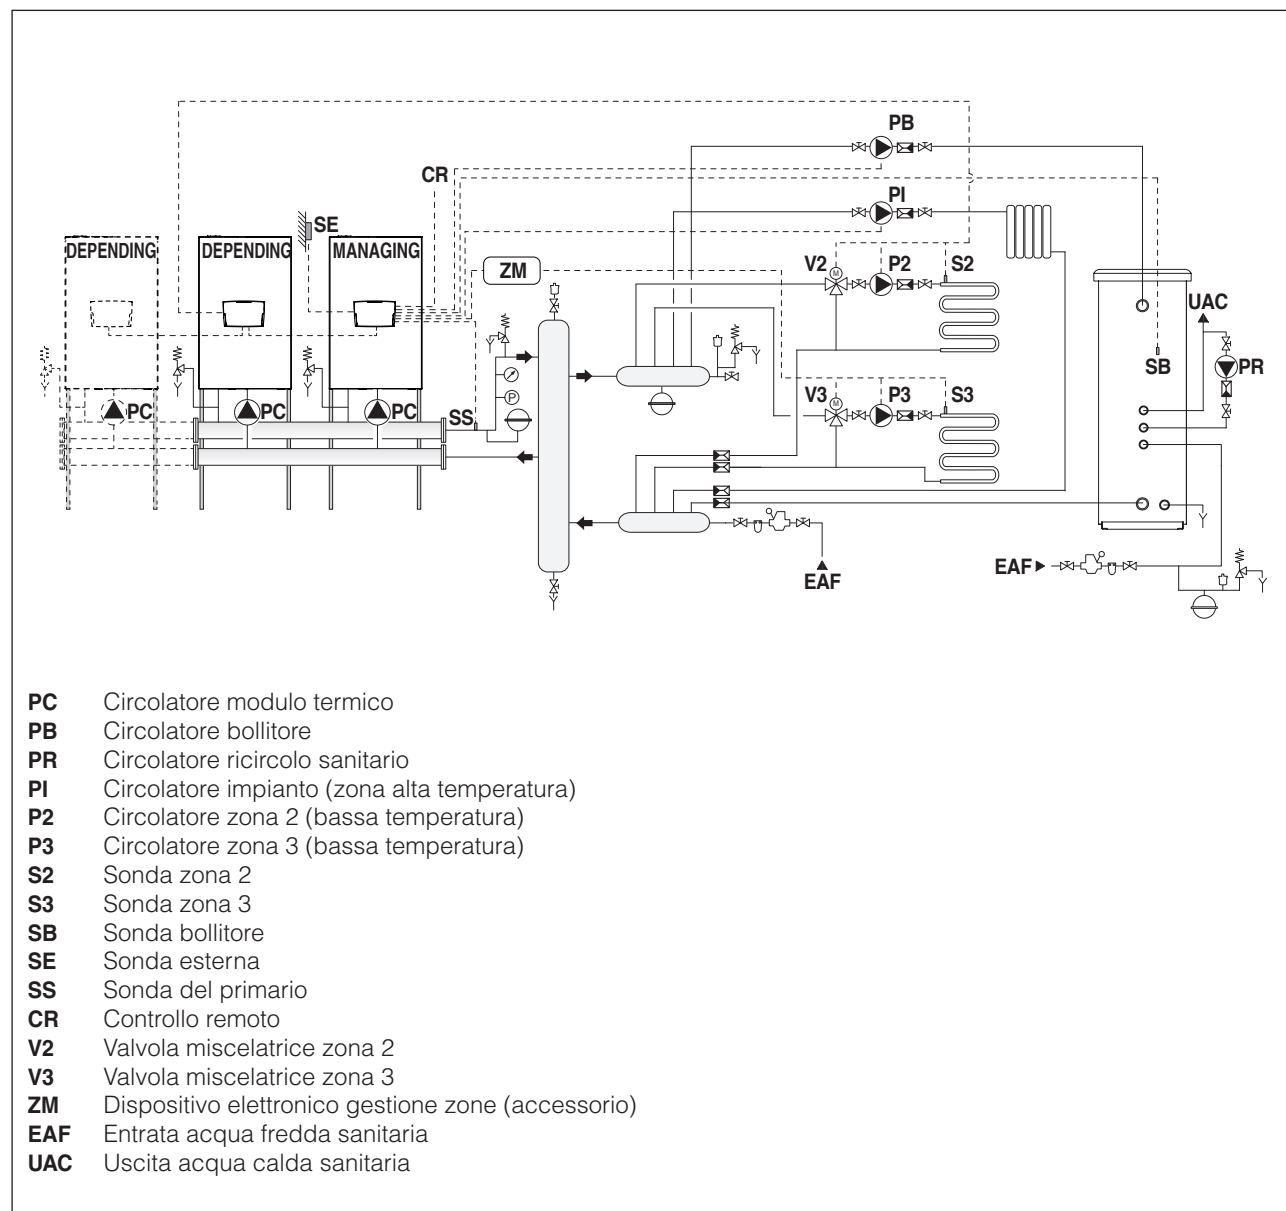 PB
CR
PI
SE
DEPENDING DEPENDING MANAGING
V2 P2 S2
ZM
M
UAC
SB PR
V3 P3 S3
M
P
PC PC PC SS
EAF
EAF
PC Circolatore modulo termico
PB Circolatore bollitore
PR Circolatore ricircolo sanitario
PI Circolatore impianto (zona alta temperatura)
P2 Circolatore zona 2 (bassa temperatura)
P3 Circolatore zona 3 (bassa temperatura)
S2 Sonda zona 2
S3 Sonda zona 3
SB Sonda bollitore
SE Sonda esterna
SS Sonda del primario
CR Controllo remoto
V2 Valvola miscelatrice zona 2
V3 Valvola miscelatrice zona 3
ZM Dispositivo elettronico gestione zone (accessorio)
EAF Entrata acqua fredda sanitaria
UAC Uscita acqua calda sanitaria